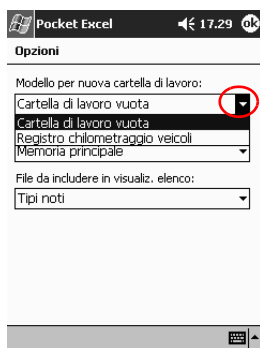 Pocket Excel 17.29 ok
Opzioni
Modello per nuova cartella di lavoro:
Cartella di lavoro vuota
Cartella di lavoro vuota
Registro chilometraggio veicoli
Memoria principale
File da includere in visualiz. elenco:
Tipi noti